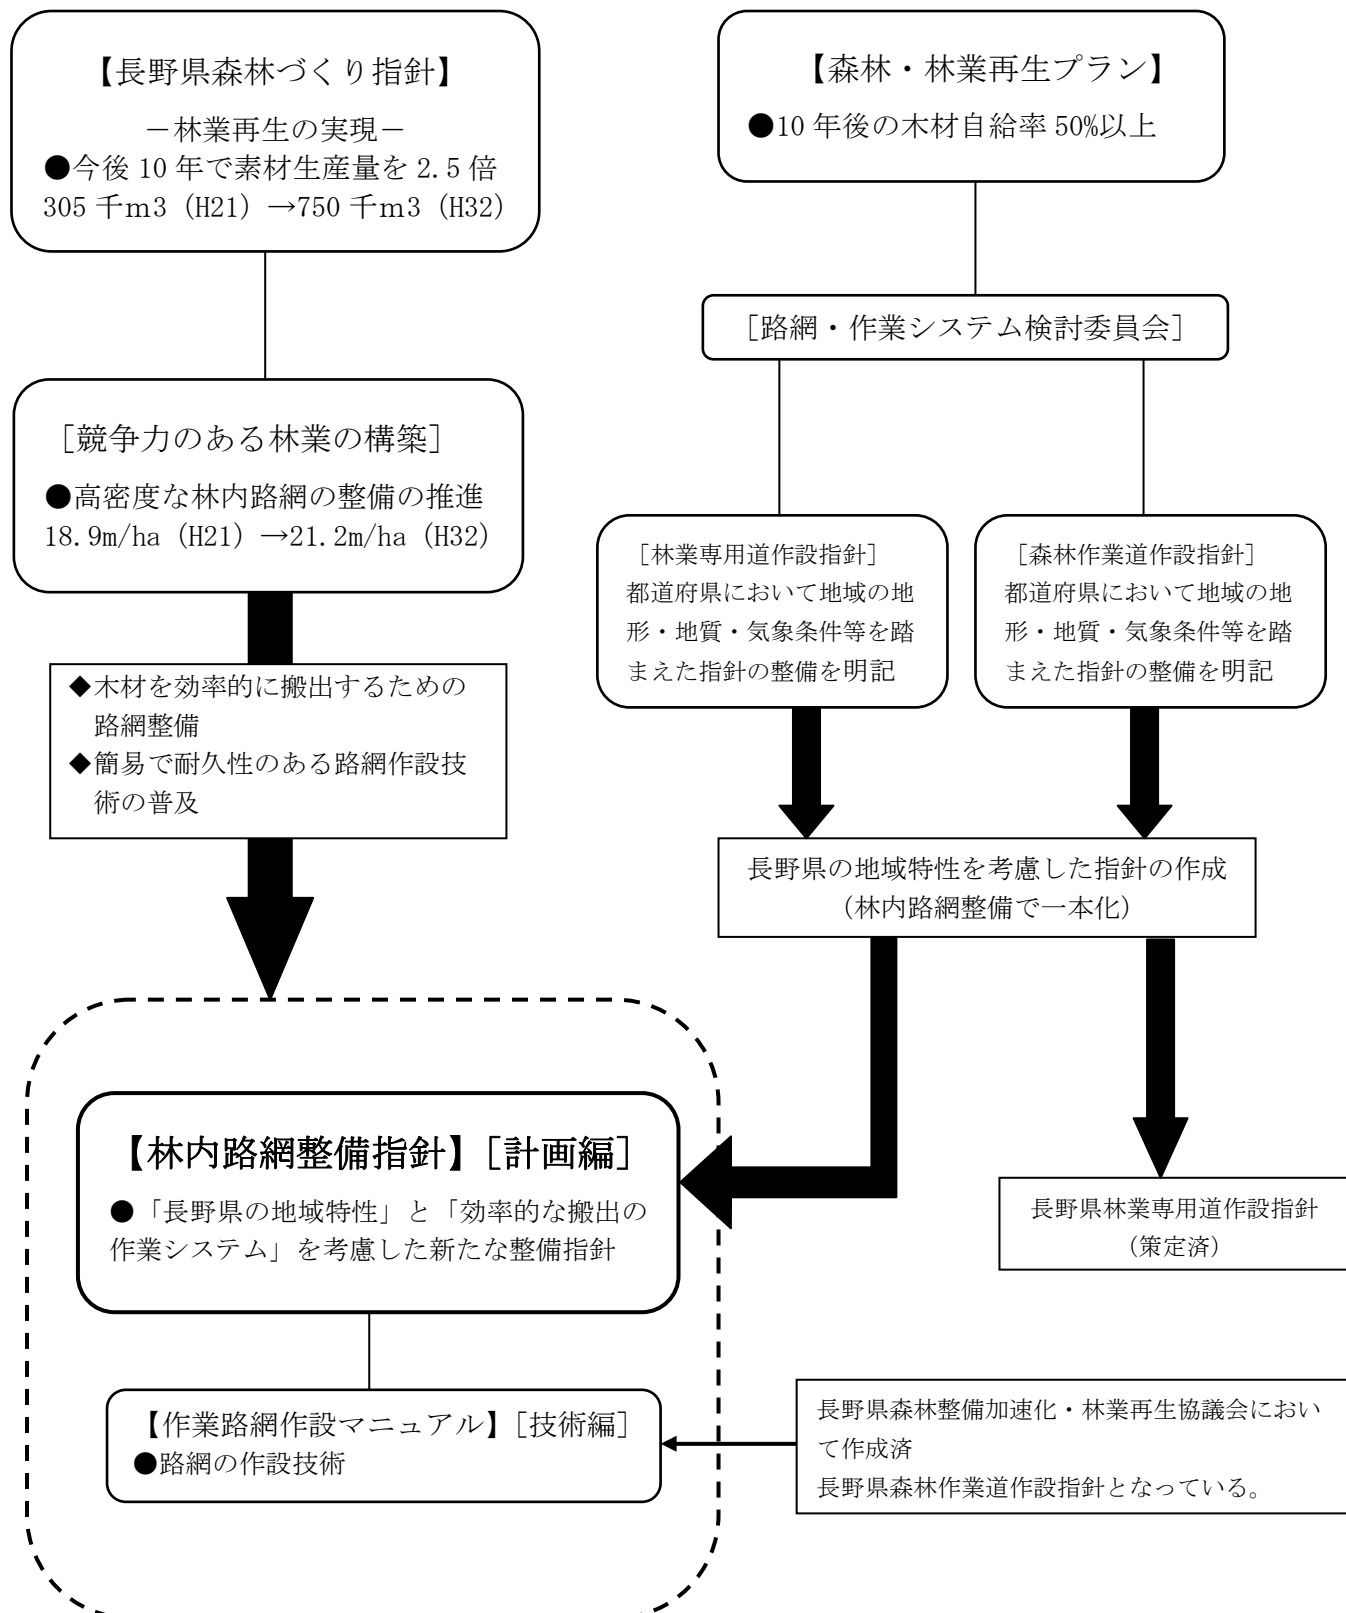 【長野県森林づくり指針】
－林業再生の実現－
●今後 10 年で素材生産量を 2.5 倍
305 千ｍ3（H21）→750 千ｍ3（H32）
【森林・林業再生プラン】
●10 年後の木材自給率 50%以上
［路網・作業システム検討委員会］
［競争力のある林業の構築］
●高密度な林内路網の整備の推進
18.9m/ha（H21）→21.2m/ha（H32）
［林業専用道作設指針］
都道府県において地域の地
形・地質・気象条件等を踏
まえた指針の整備を明記
［森林作業道作設指針］
都道府県において地域の地
形・地質・気象条件等を踏
まえた指針の整備を明記
◆木材を効率的に搬出するための
路網整備
◆簡易で耐久性のある路網作設技
術の普及
長野県の地域特性を考慮した指針の作成
（林内路網整備で一本化）
【林内路網整備指針】［計画編］
●「長野県の地域特性」と「効率的な搬出の
作業システム」を考慮した新たな整備指針
長野県林業専用道作設指針
（策定済）
【作業路網作設マニュアル】［技術編］
●路網の作設技術
長野県森林整備加速化・林業再生協議会におい
て作成済
長野県森林作業道作設指針となっている。